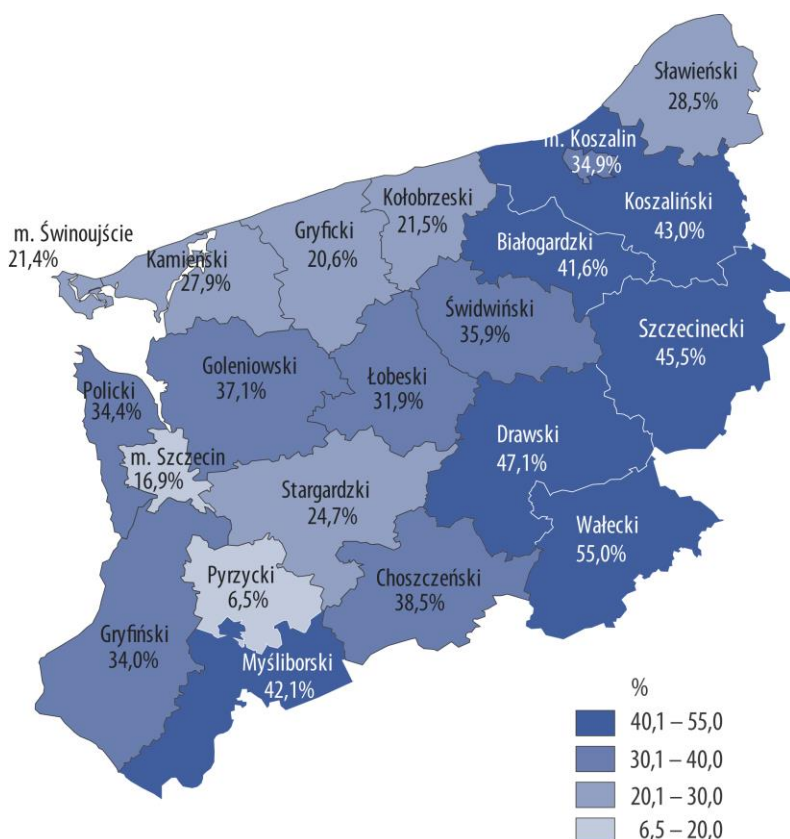 Sławieński
28,5%
m. Koszalin
34,9%
Koszaliński
43,0%
Kołobrzeski
21,5%
Białogardzki
41,6%
m. Świnoujście
21,4%
Kamieński
27,9%
Gryficki
20,6%
Świdwiński
35,9%
Szczecinecki
45,5%
Goleniowski
37,1%
Łobeski
31,9%
Policki
34,4%
m. Szczecin
16,9%
Drawski
47,1%
Stargardzki
24,7%
Wałecki
55,0%
Pyrzycki
6,5%
Choszczeński
38,5%
Gryfiński
34,0%
Myśliborski
42,1%
%
40,1 – 55,0
30,1 – 40,0
20,1 – 30,0
6,5 – 20,0